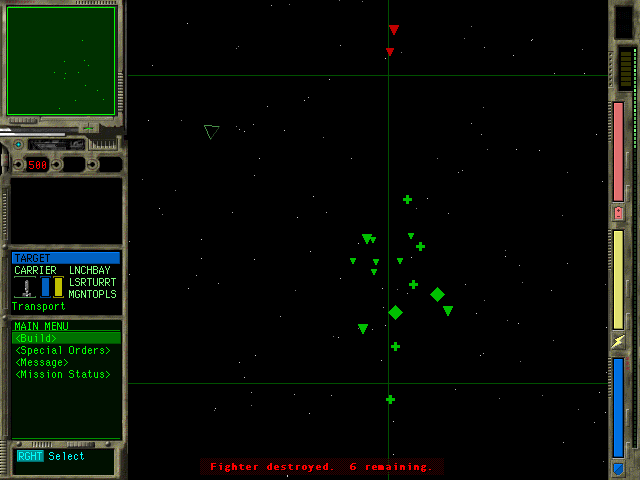 500
TARGET
CARRIER LNCHBAY
LSRTURRT
MGNTOPLS
Transport
MAIN MENU
<Build>
<Special Orders>
<Message>
<Mission Status>
RGHT Select
Fighter destroyed. 6 remaining.